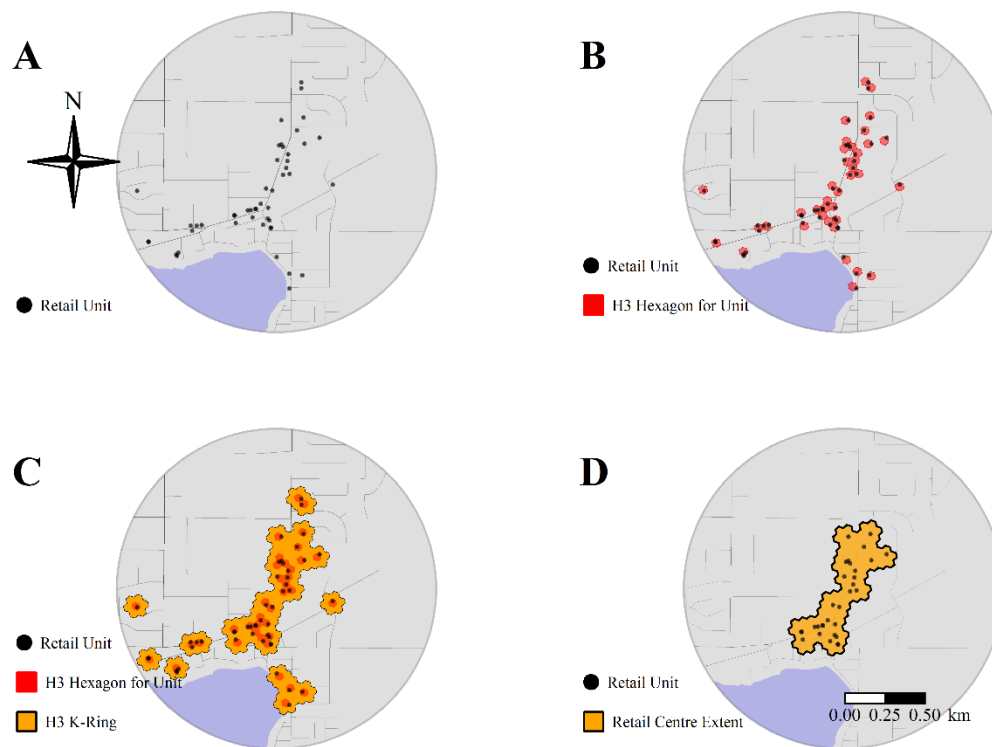 A
N
Retail Unit
B
Retail Unit
H3 Hexagon for Unit
C
Retail Unit
H3 Hexagon for Unit
H3 K-Ring
D
Retail Unit
Retail Centre Extent
0.00 0.25 0.50 km